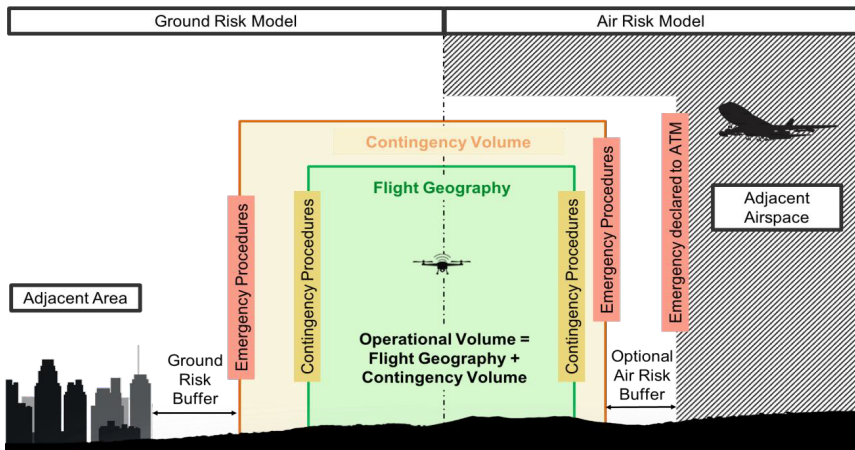 Ground Risk Model
Air Risk Model
Contingency Volume
Flight Geography
Emergency Procedures
Contingency Procedures
Contingency Procedures
Emergency Procedures
Emergency declared to ATM
Adjacent
Airspace
Adjacent Area
Operational Volume =
Flight Geography +
Contingency Volume
Ground
Risk
Buffer
Optional
Air Risk
Buffer